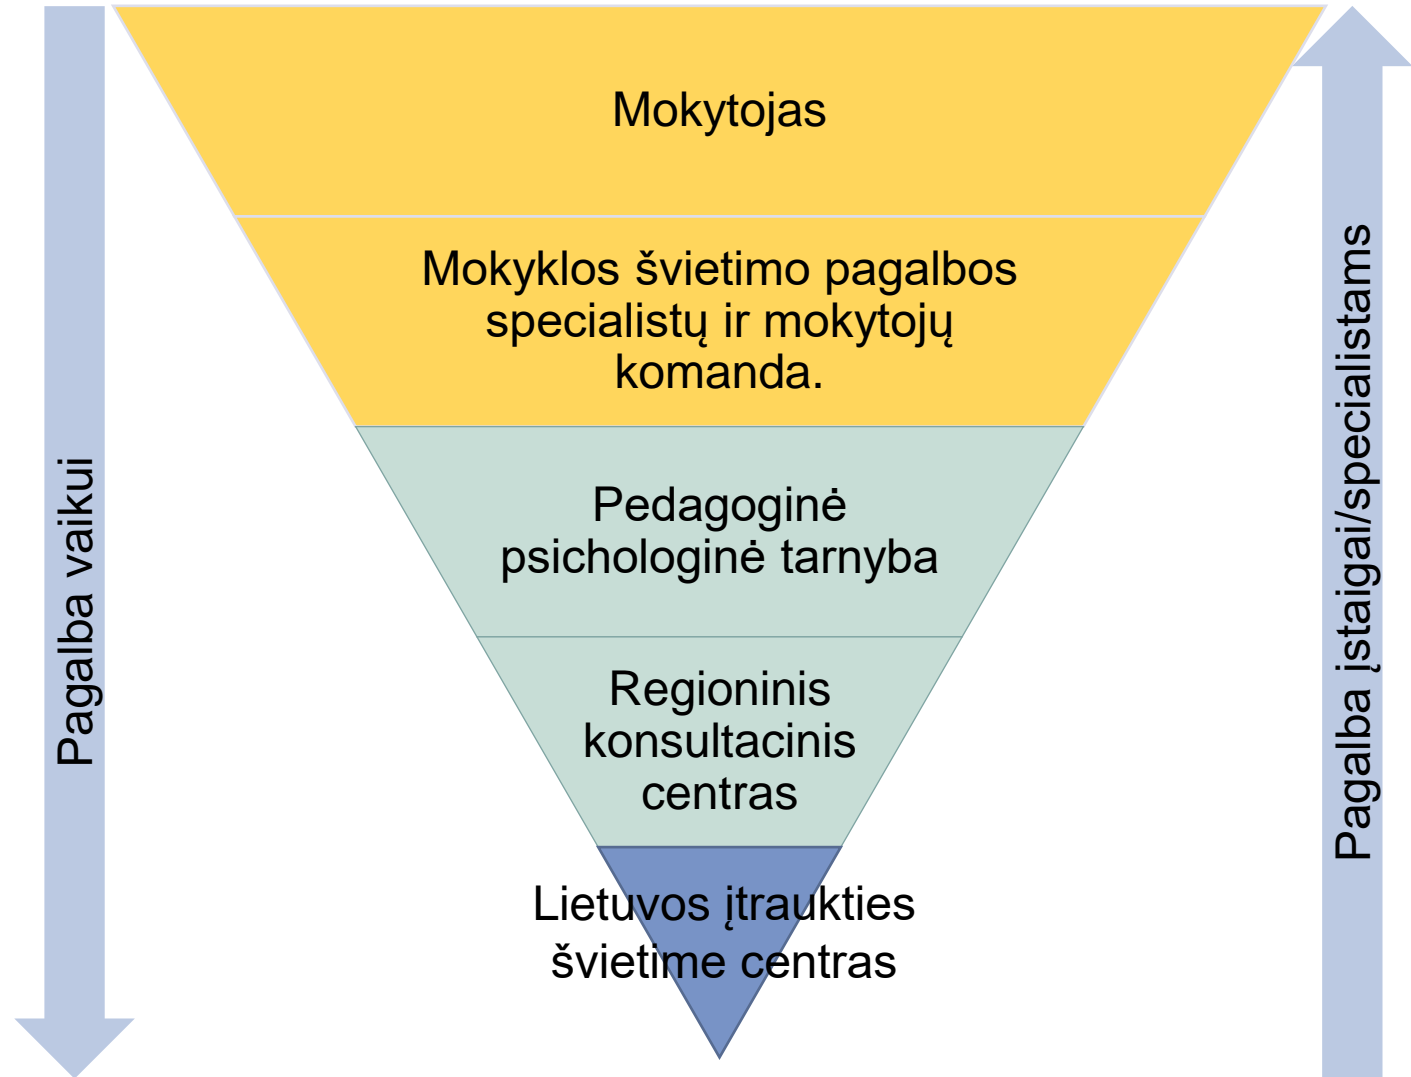 Mokytojas
Mokyklos švietimo pagalbos
specialistų ir mokytojų
komanda.
Pedagoginė
psichologinė tarnyba
Regioninis
konsultacinis
centras
Lietuvos įtraukties
švietime centras
Pagalba vaikui
Pagalba įstaigai/specialistams